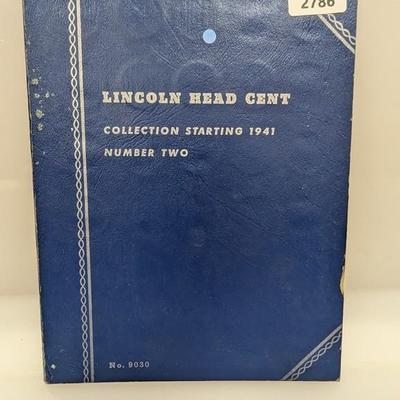 2786
LINCOLN HEAD CENT
COLLECTION STARTING 1941
NUMBER TWO
No. 9030